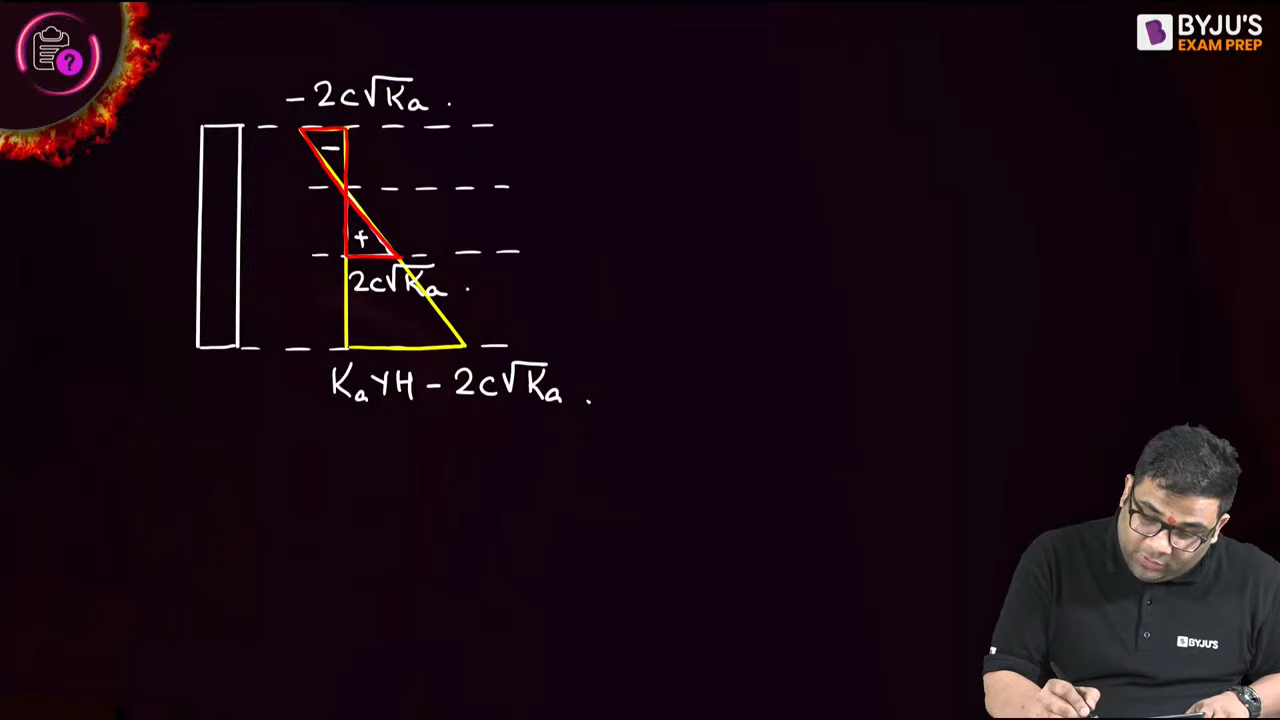 BYJU'S
EXAM PREP
?
-2c√Ka .
-
+
2c√Ka .
KaγH - 2c√Ka .
BYJU'S